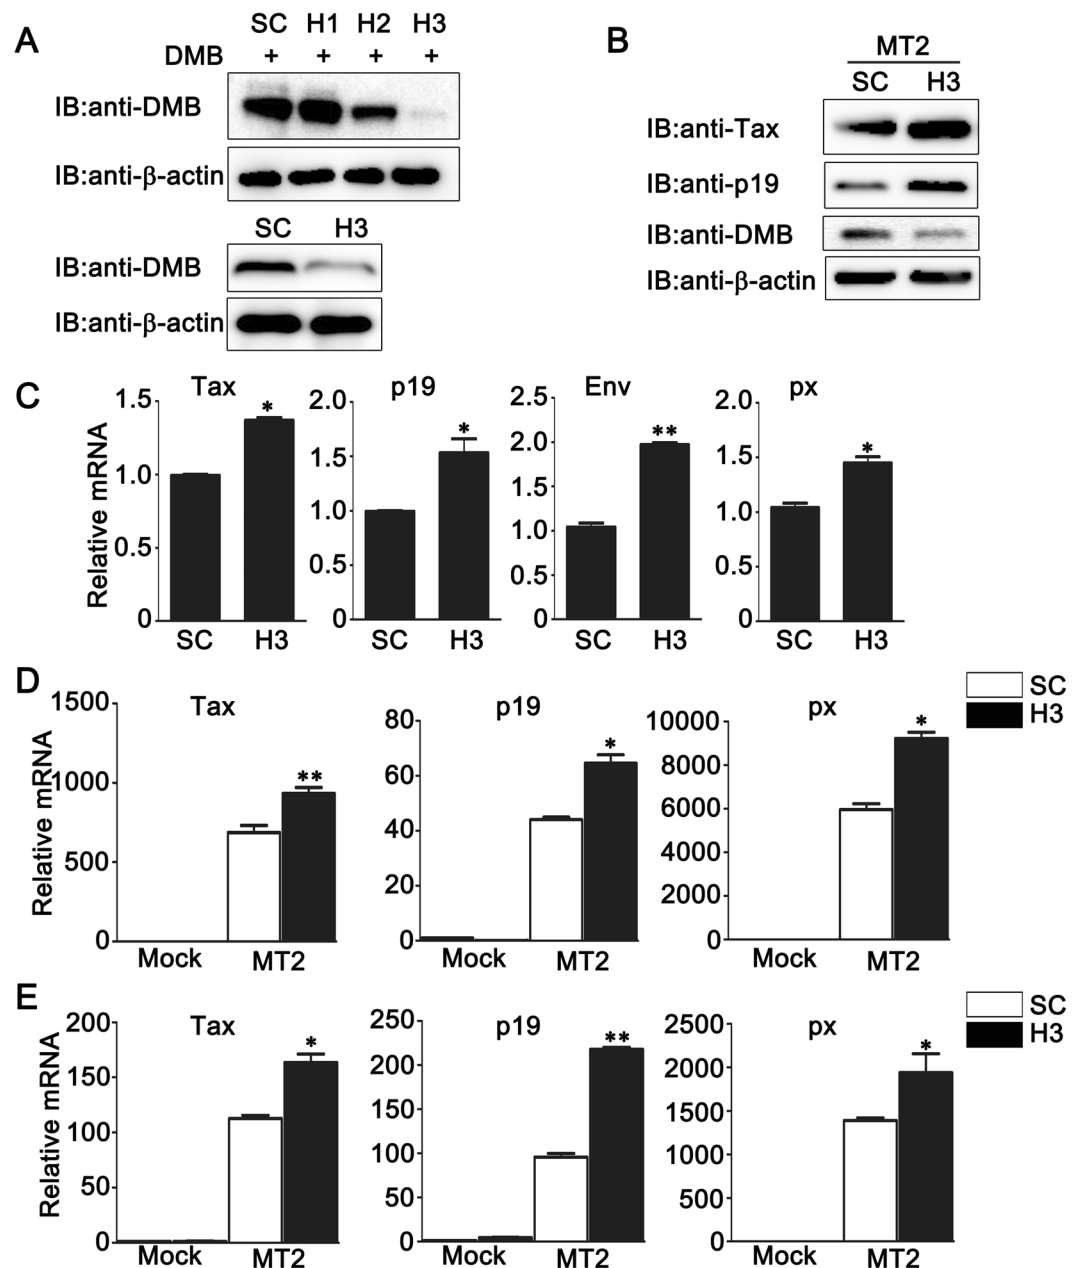 A
SC H1 H2 H3
DMB + + + +
IB:anti-DMB
IB:anti-β-actin
SC H3
IB:anti-DMB
IB:anti-β-actin
B
MT2
SC H3
IB:anti-Tax
IB:anti-p19
IB:anti-DMB
IB:anti-β-actin
C
Relative mRNA
Tax
1.5
1.0
0.5
0
*
SC H3
p19
2.0
1.5
1.0
0.5
0
*
SC H3
Env
2.5
2.0
1.5
1.0
0.5
0
**
SC H3
px
2.0
1.5
1.0
0.5
0
*
SC H3
D
Relative mRNA
Tax
1500
1000
500
0
**
Mock MT2
p19
80
60
40
20
0
*
Mock MT2
px
10000
8000
6000
4000
2000
0
*
Mock MT2
SC
H3
E
Relative mRNA
Tax
200
150
100
50
0
*
Mock MT2
p19
250
200
150
100
50
0
**
Mock MT2
px
2500
2000
1500
1000
500
0
*
Mock MT2
SC
H3